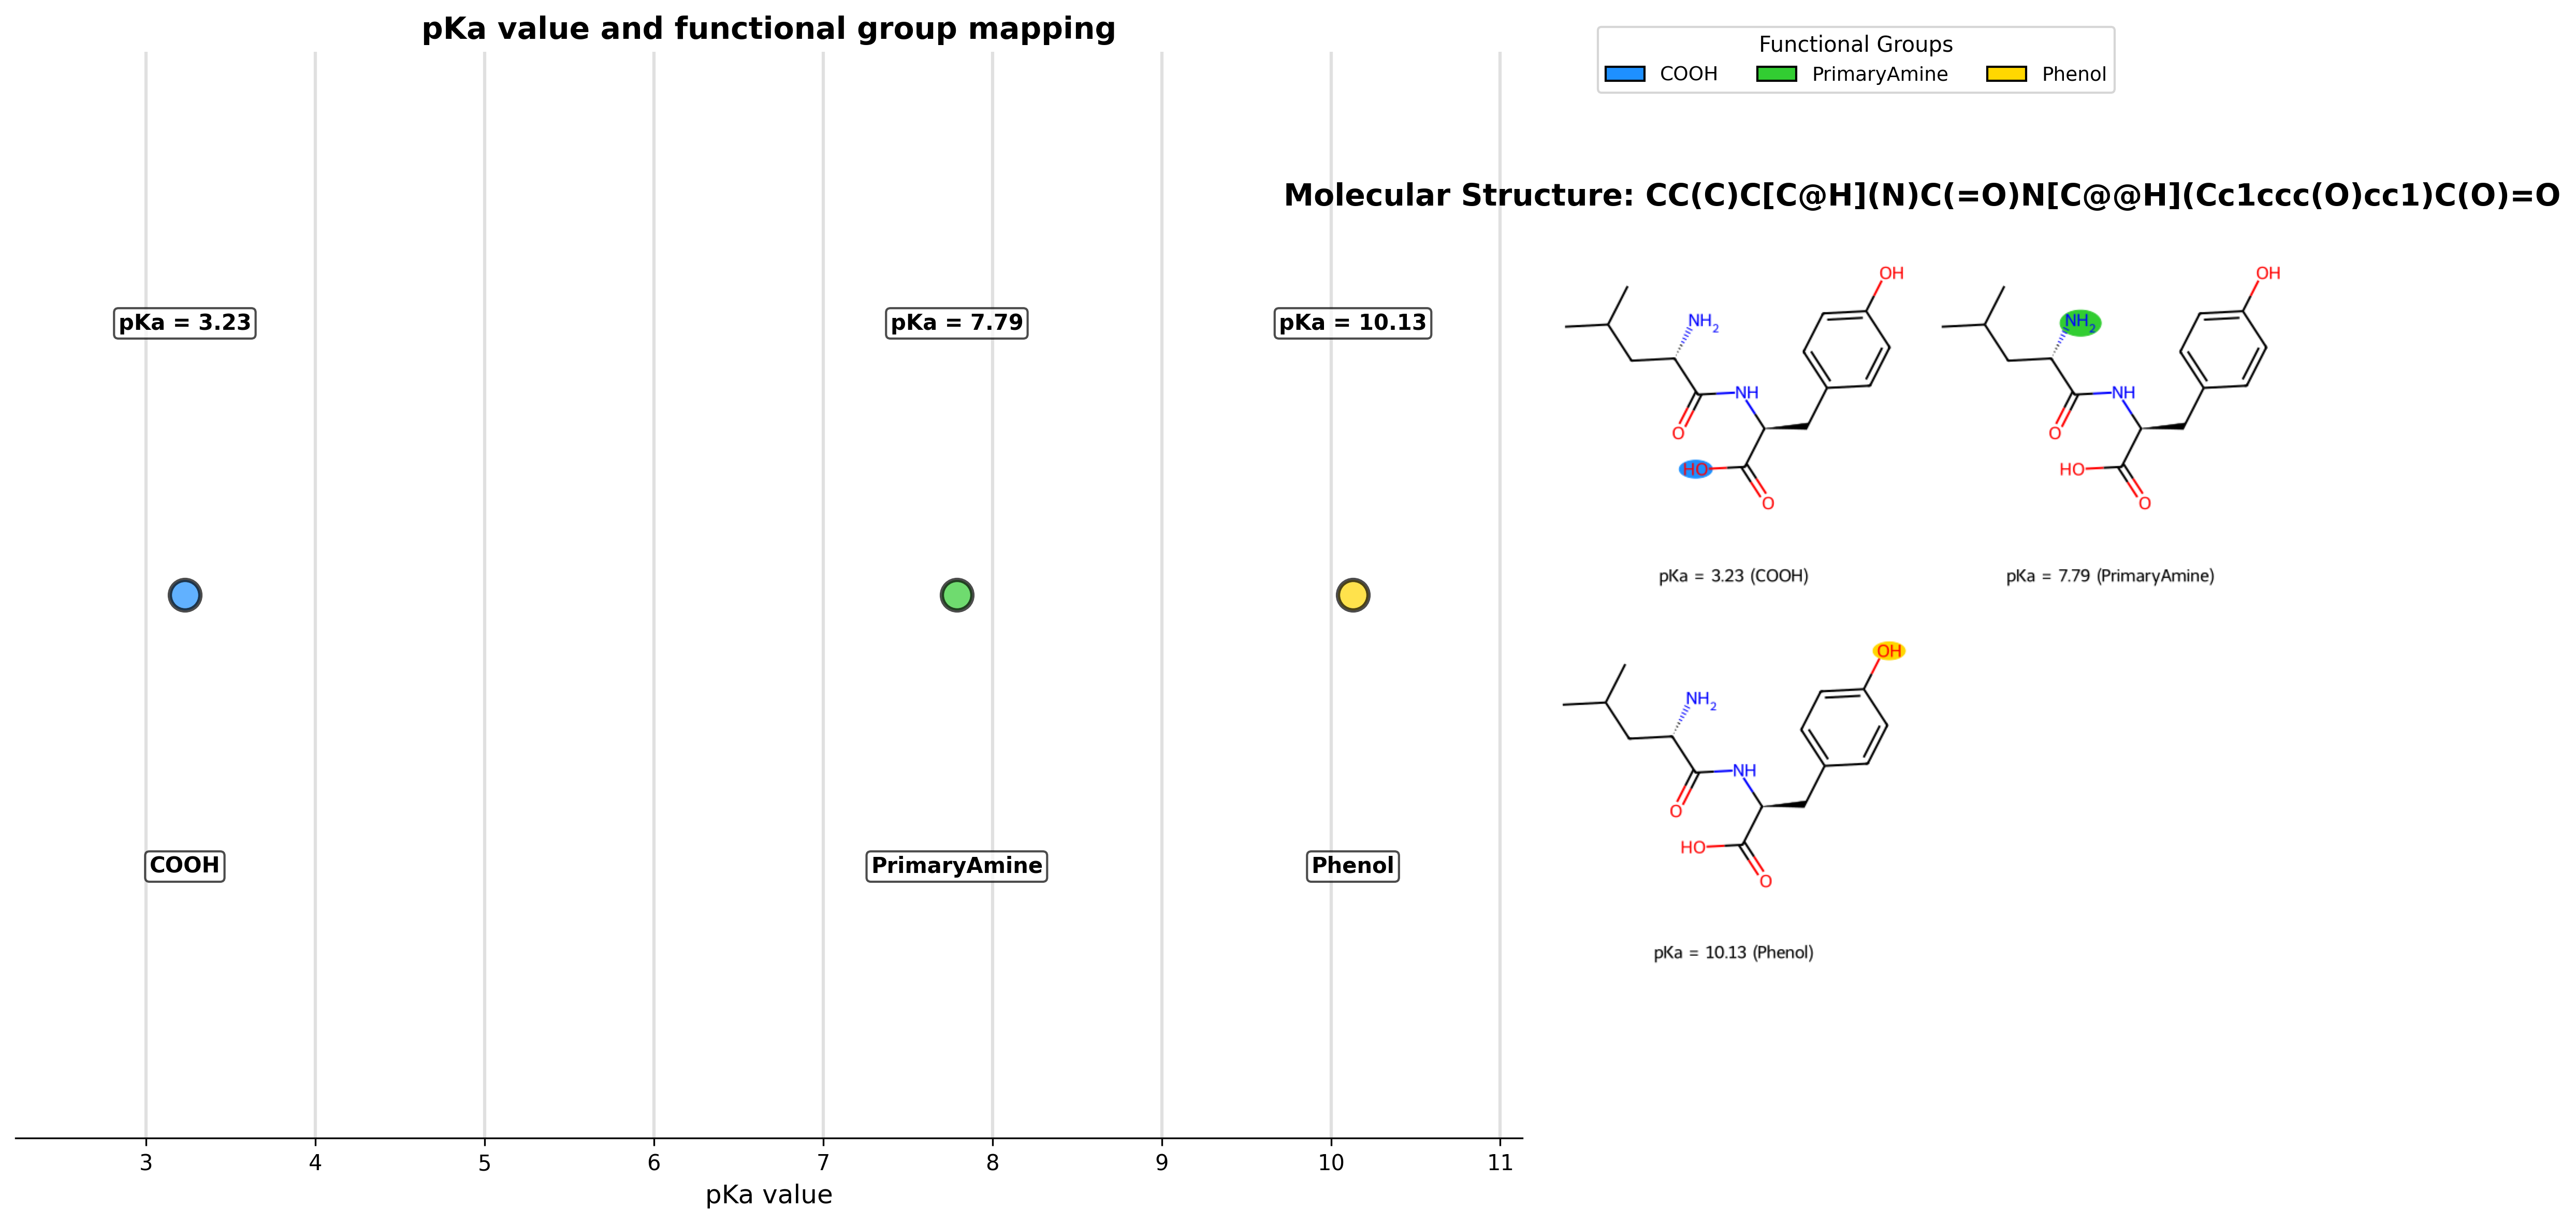 pKa value and functional group mapping
pKa = 3.23
pKa = 7.79
pKa = 10.13
COOH
PrimaryAmine
Phenol
3 4 5 6 7 8 9 10 11
pKa value
Functional Groups
COOH PrimaryAmine Phenol
Molecular Structure: CC(C)C[C@H](N)C(=O)N[C@@H](Cc1ccc(O)cc1)C(O)=O
OH
NH2
NH
O
HO
O
pKa = 3.23 (COOH)
OH
NH2
NH
O
HO
O
pKa = 7.79 (PrimaryAmine)
OH
NH2
NH
O
HO
O
pKa = 10.13 (Phenol)